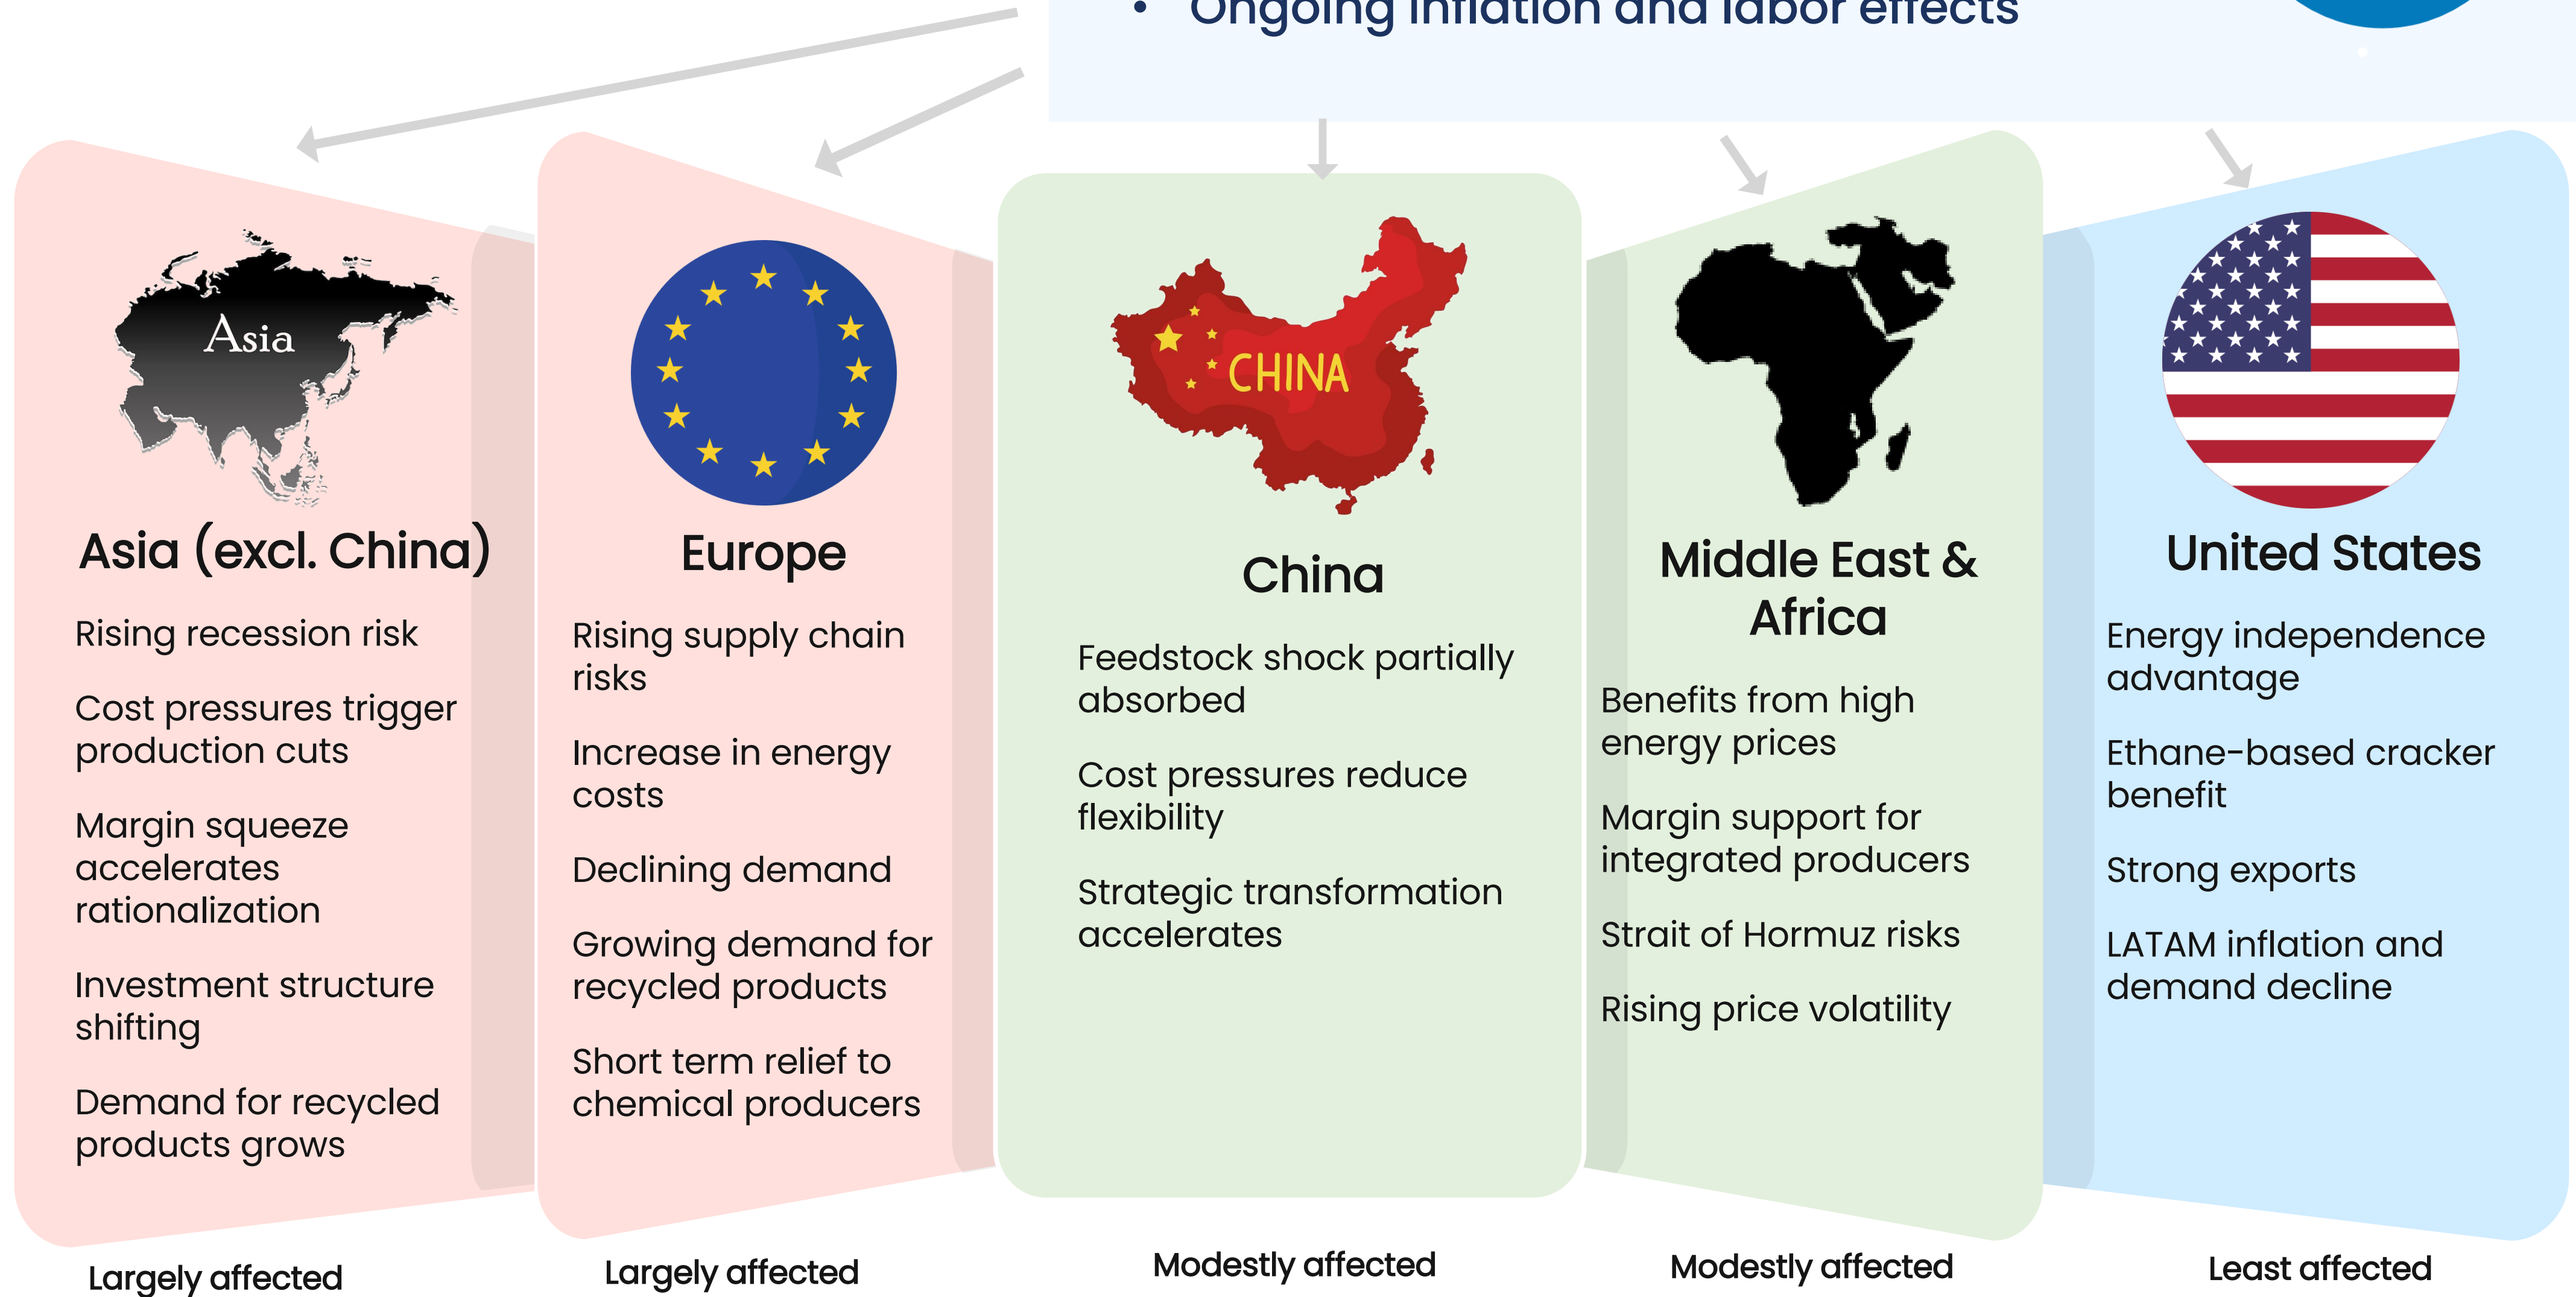 • Ongoing inflation and labor effects
Asia
Asia (excl. China)
Rising recession risk
Cost pressures trigger
production cuts
Margin squeeze
accelerates
rationalization
Investment structure
shifting
Demand for recycled
products grows
Largely affected
Europe
Rising supply chain
risks
Increase in energy
costs
Declining demand
Growing demand for
recycled products
Short term relief to
chemical producers
Largely affected
CHINA
China
Feedstock shock partially
absorbed
Cost pressures reduce
flexibility
Strategic transformation
accelerates
Modestly affected
Middle East &
Africa
Benefits from high
energy prices
Margin support for
integrated producers
Strait of Hormuz risks
Rising price volatility
Modestly affected
United States
Energy independence
advantage
Ethane-based cracker
benefit
Strong exports
LATAM inflation and
demand decline
Least affected